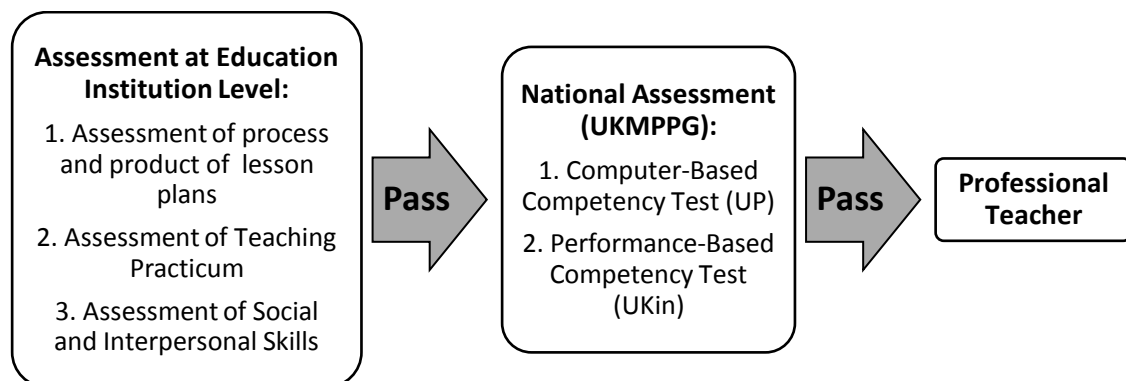 Assessment at Education
Institution Level:
1. Assessment of process
and product of lesson
plans
2. Assessment of Teaching
Practicum
3. Assessment of Social
and Interpersonal Skills
Pass
National Assessment
(UKMPPG):
1. Computer-Based
Competency Test (UP)
2. Performance-Based
Competency Test
(UKin)
Pass
Professional
Teacher